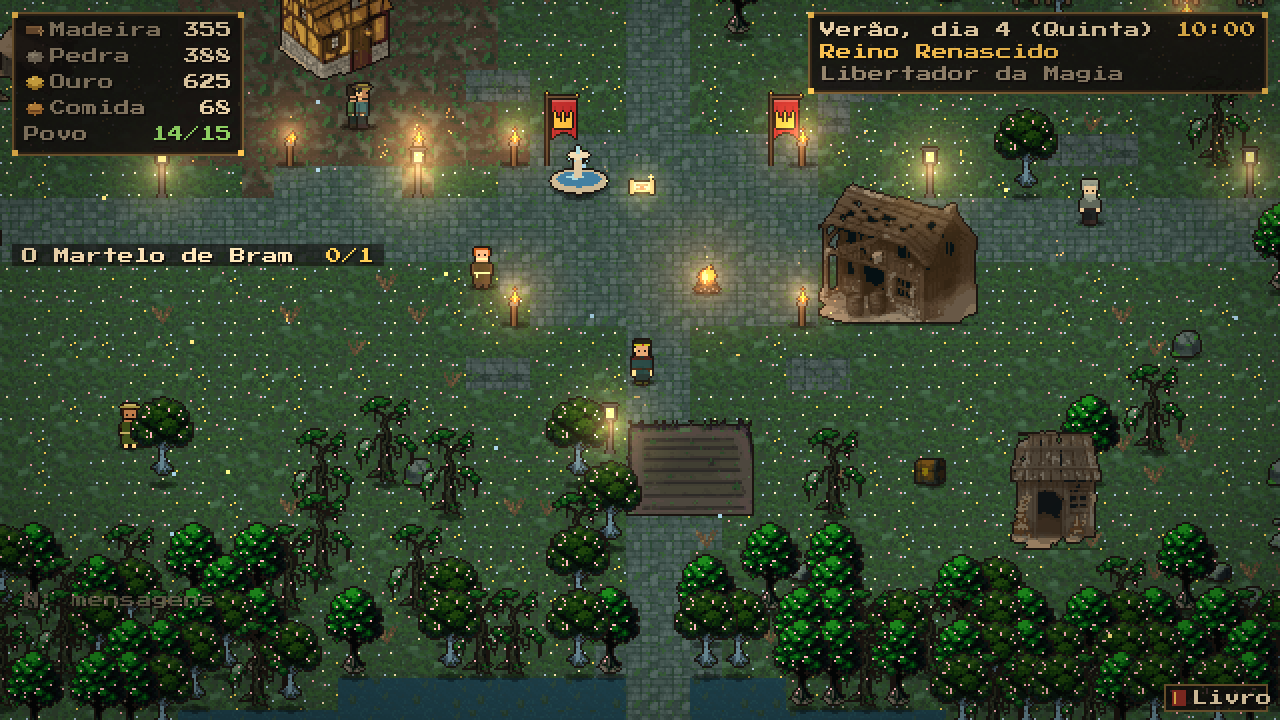 Madeira 355
Pedra 388
Ouro 625
Comida 68
Povo 14/15
Verão, dia 4 (Quinta) 10:00
Reino Renascido
Libertador da Magia
O Martelo de Bram 0/1
N: mensagens
Livro